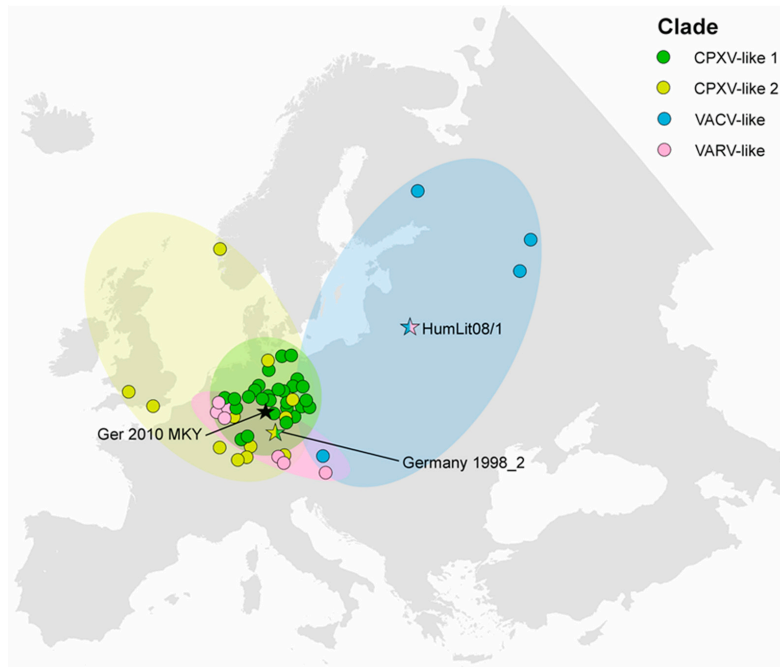 Clade
CPXV-like 1
CPXV-like 2
VACV-like
VARV-like
HumLit08/1
Ger 2010 MKY
Germany 1998_2